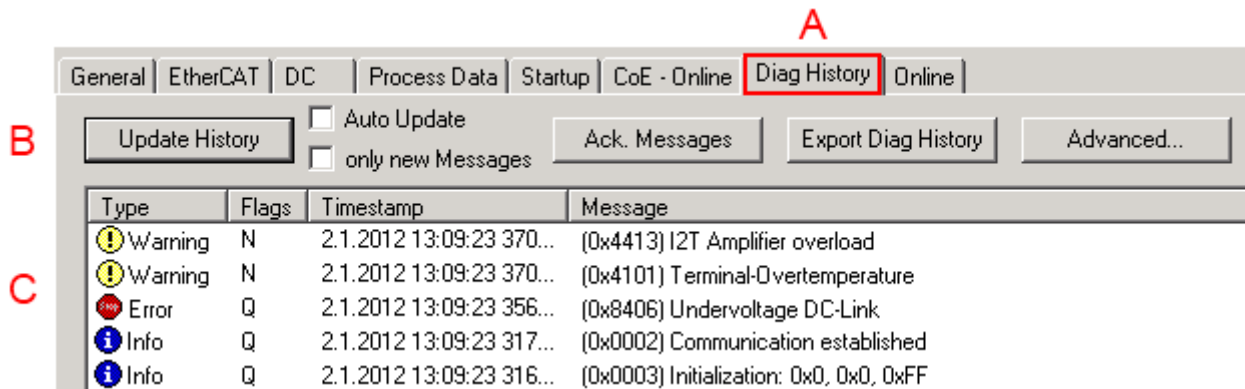 A
General EtherCAT DC Process Data Startup CoE - Online Diag History Online
B
Update History
Auto Update
only new Messages
Ack. Messages
Export Diag History
Advanced...
Type Flags Timestamp Message
C
Warning N 2.1.2012 13:09:23 370... (0x4413) I2T Amplifier overload
Warning N 2.1.2012 13:09:23 370... (0x4101) Terminal-Overtemperature
Stop Error Q 2.1.2012 13:09:23 356... (0x8406) Undervoltage DC-Link
Info Q 2.1.2012 13:09:23 317... (0x0002) Communication established
Info Q 2.1.2012 13:09:23 316... (0x0003) Initialization: 0x0, 0x0, 0xFF